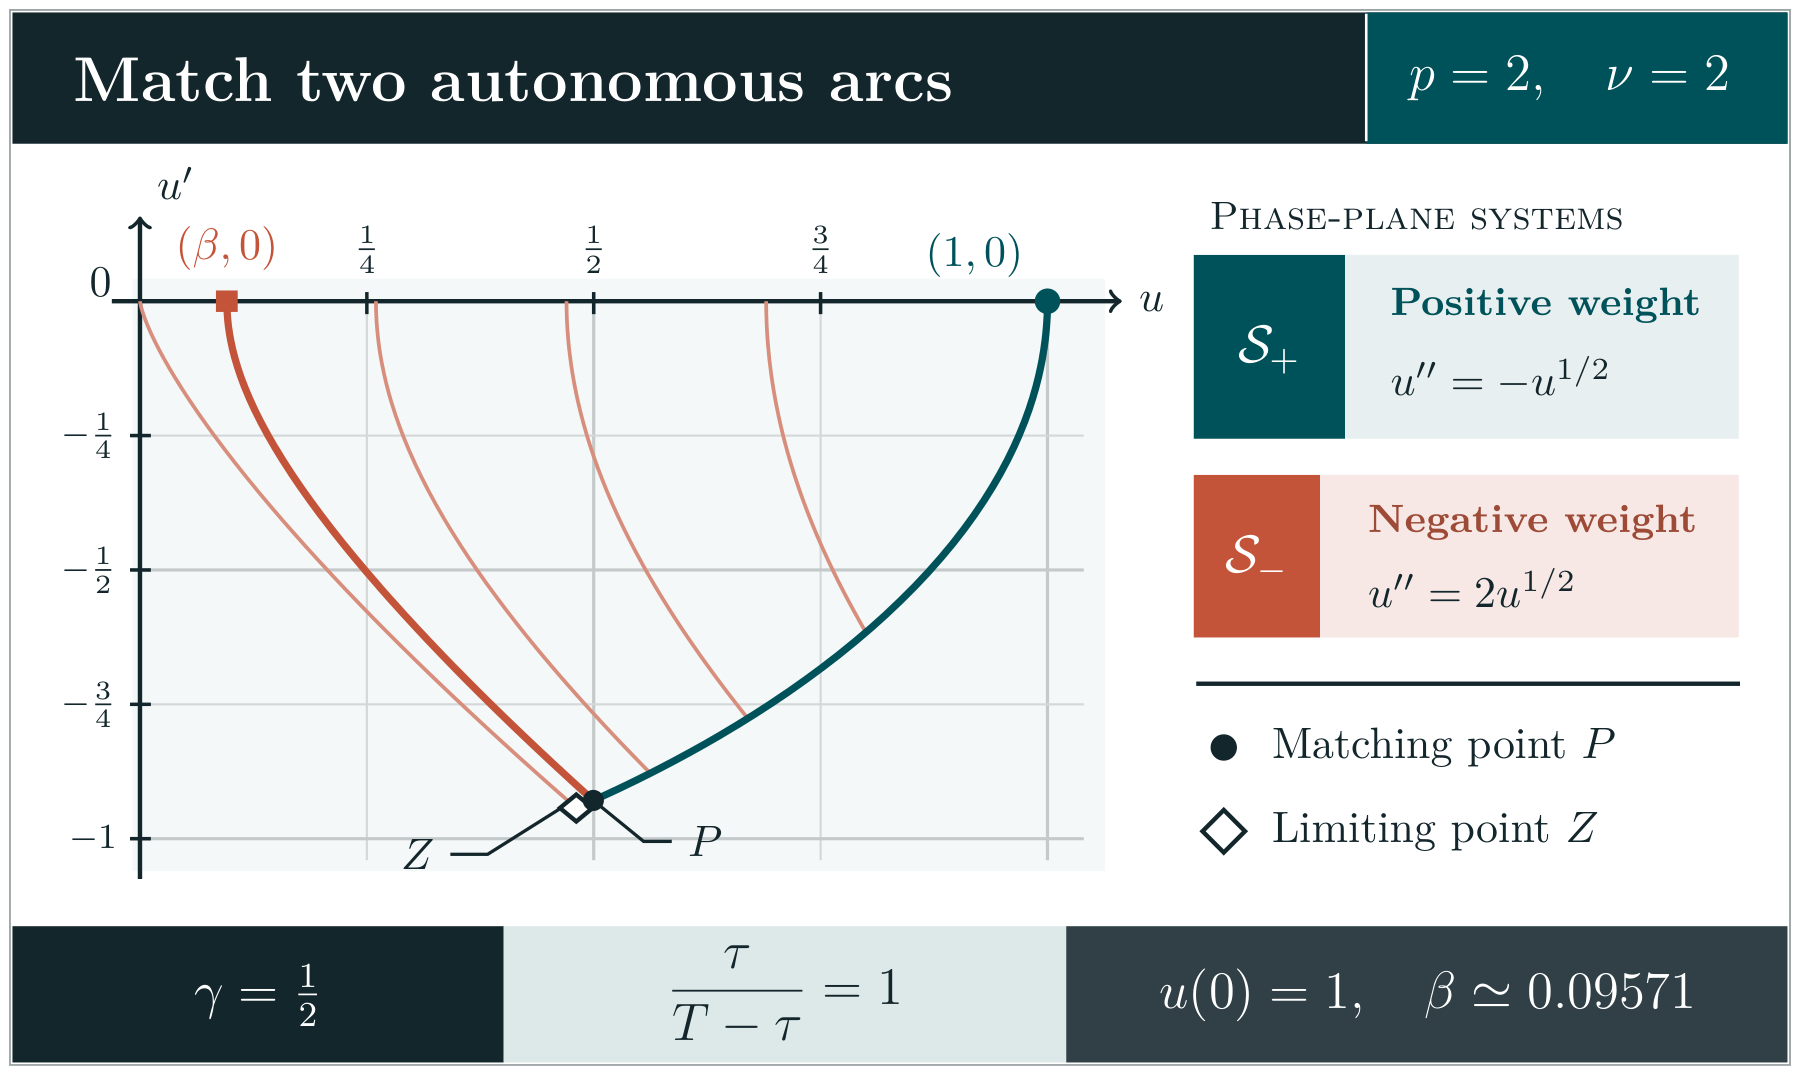 Match two autonomous arcs
p = 2, ν = 2
u′
(β, 0)
1/4
1/2
3/4
(1, 0)
0
u
−1/4
−1/2
−3/4
−1
Z
P
Phase-plane systems
𝒮₊
Positive weight
u″ = −u^{1/2}
𝒮₋
Negative weight
u″ = 2u^{1/2}
Matching point P
Limiting point Z
γ = 1/2
τ/(T − τ) = 1
u(0) = 1, β ≃ 0.09571